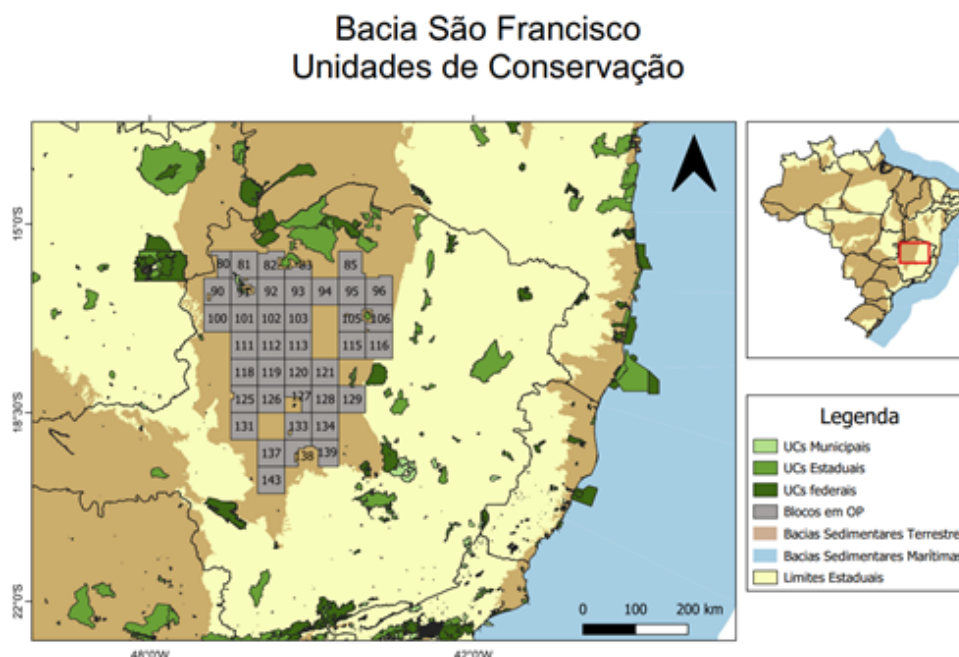 Bacia São Francisco
Unidades de Conservação
15°0'S
18°30'S
22°0'S
80 81 82 83 85
90 91 92 93 94 95 96
100 101 102 103 105 106
111 112 113 115 116
118 119 120 121
125 126 127 128 129
131 133 134
137 138 139
143
0 100 200 km
48°0'W 42°0'W
Legenda
UCs Municipais
UCs Estaduais
UCs federais
Blocos em OP
Bacias Sedimentares Terrestre
Bacias Sedimentares Marítimas
Limites Estaduais